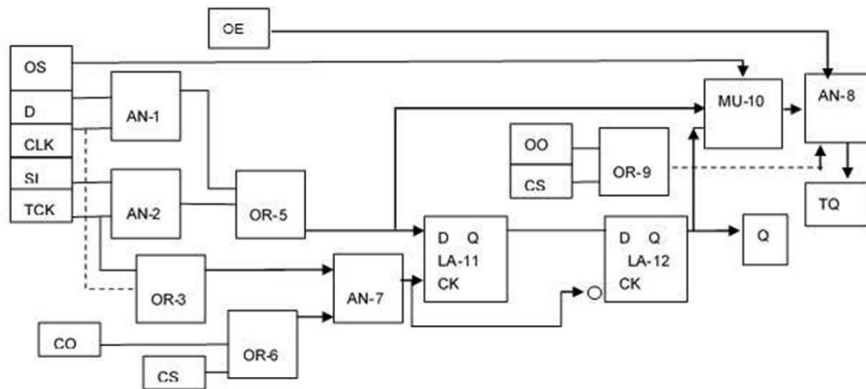 OE
OS
D
CLK
SI
TCK
AN-1
AN-2
OR-3
OR-5
CO
CS
OR-6
AN-7
D Q
LA-11
CK
OO
CS
OR-9
D Q
LA-12
CK
MU-10
AN-8
TQ
Q